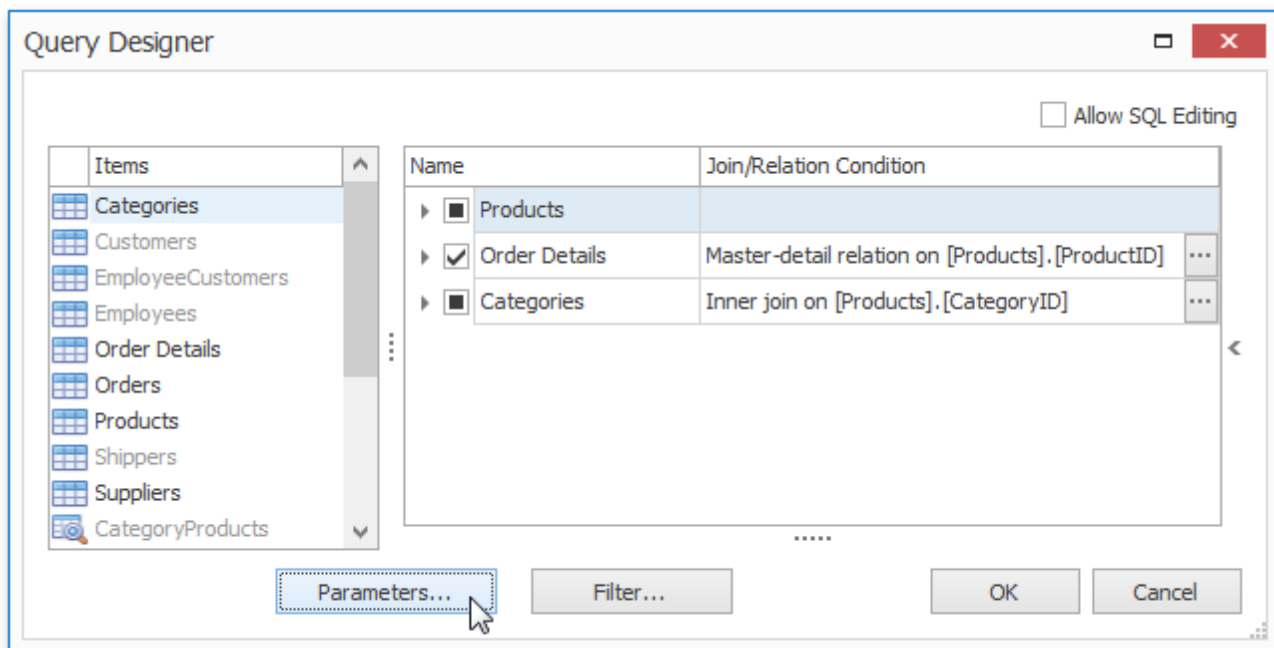 Query Designer
Allow SQL Editing
Items
Categories
Customers
EmployeeCustomers
Employees
Order Details
Orders
Products
Shippers
Suppliers
CategoryProducts
Name Join/Relation Condition
Products
Order Details Master-detail relation on [Products].[ProductID] ...
Categories Inner join on [Products].[CategoryID] ...
Parameters... Filter... OK Cancel